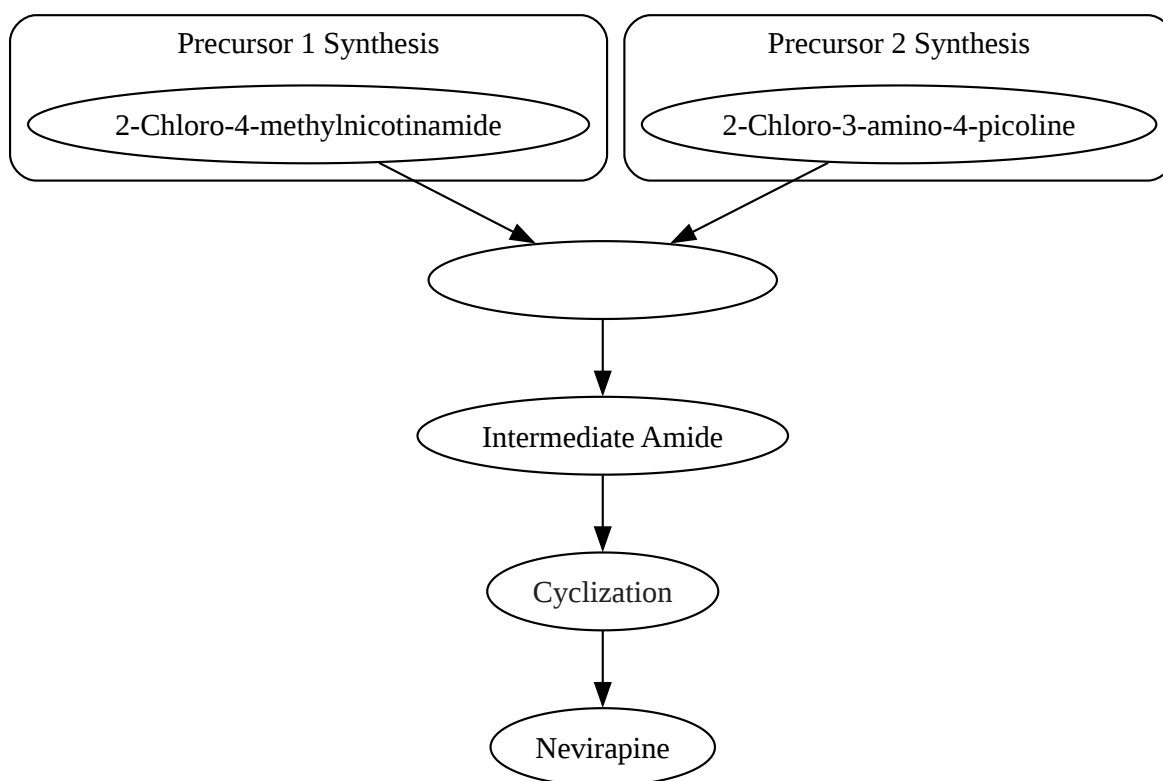 Precursor 1 Synthesis
2-Chloro-4-methylnicotinamide
Precursor 2 Synthesis
2-Chloro-3-amino-4-picoline
Intermediate Amide
Cyclization
Nevirapine